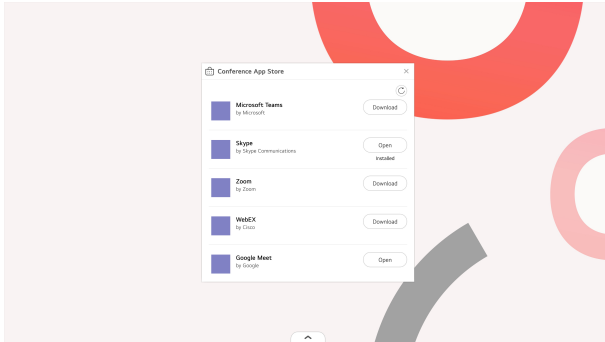 Conference App Store
Microsoft Teams
by Microsoft
Download
Skype
by Skype Communications
Open
Installed
Zoom
by Zoom
Download
WebEX
by Cisco
Download
Google Meet
by Google
Open